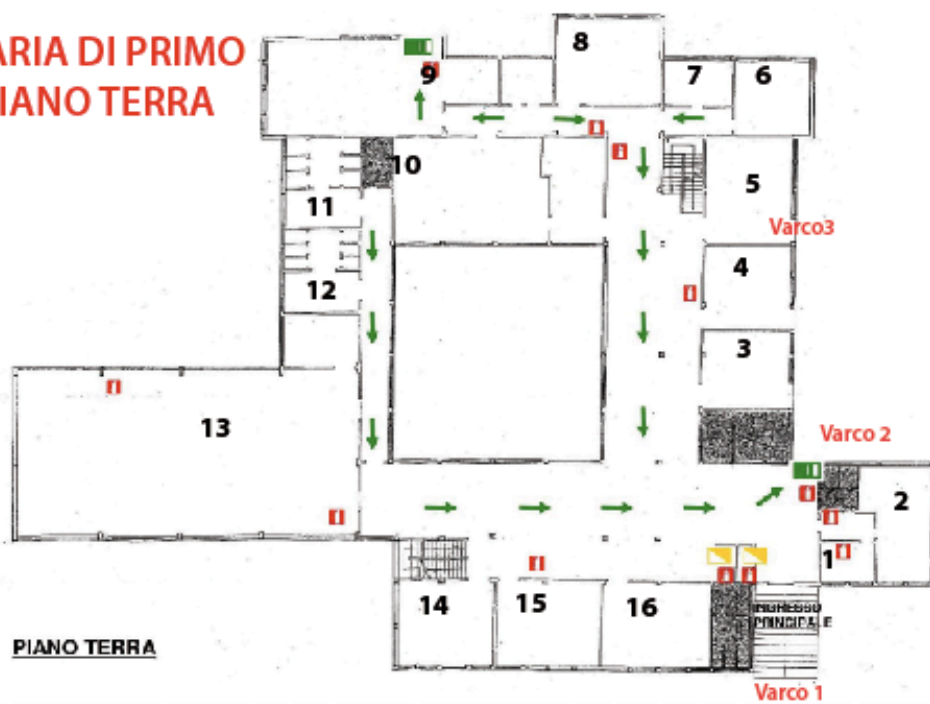 ARIA DI PRIMO
PIANO TERRA
8
9
7
6
10
5
11
Varco3
4
12
3
13
Varco 2
2
1
14
15
16
INGRESSO
PRINCIPALE
PIANO TERRA
Varco 1